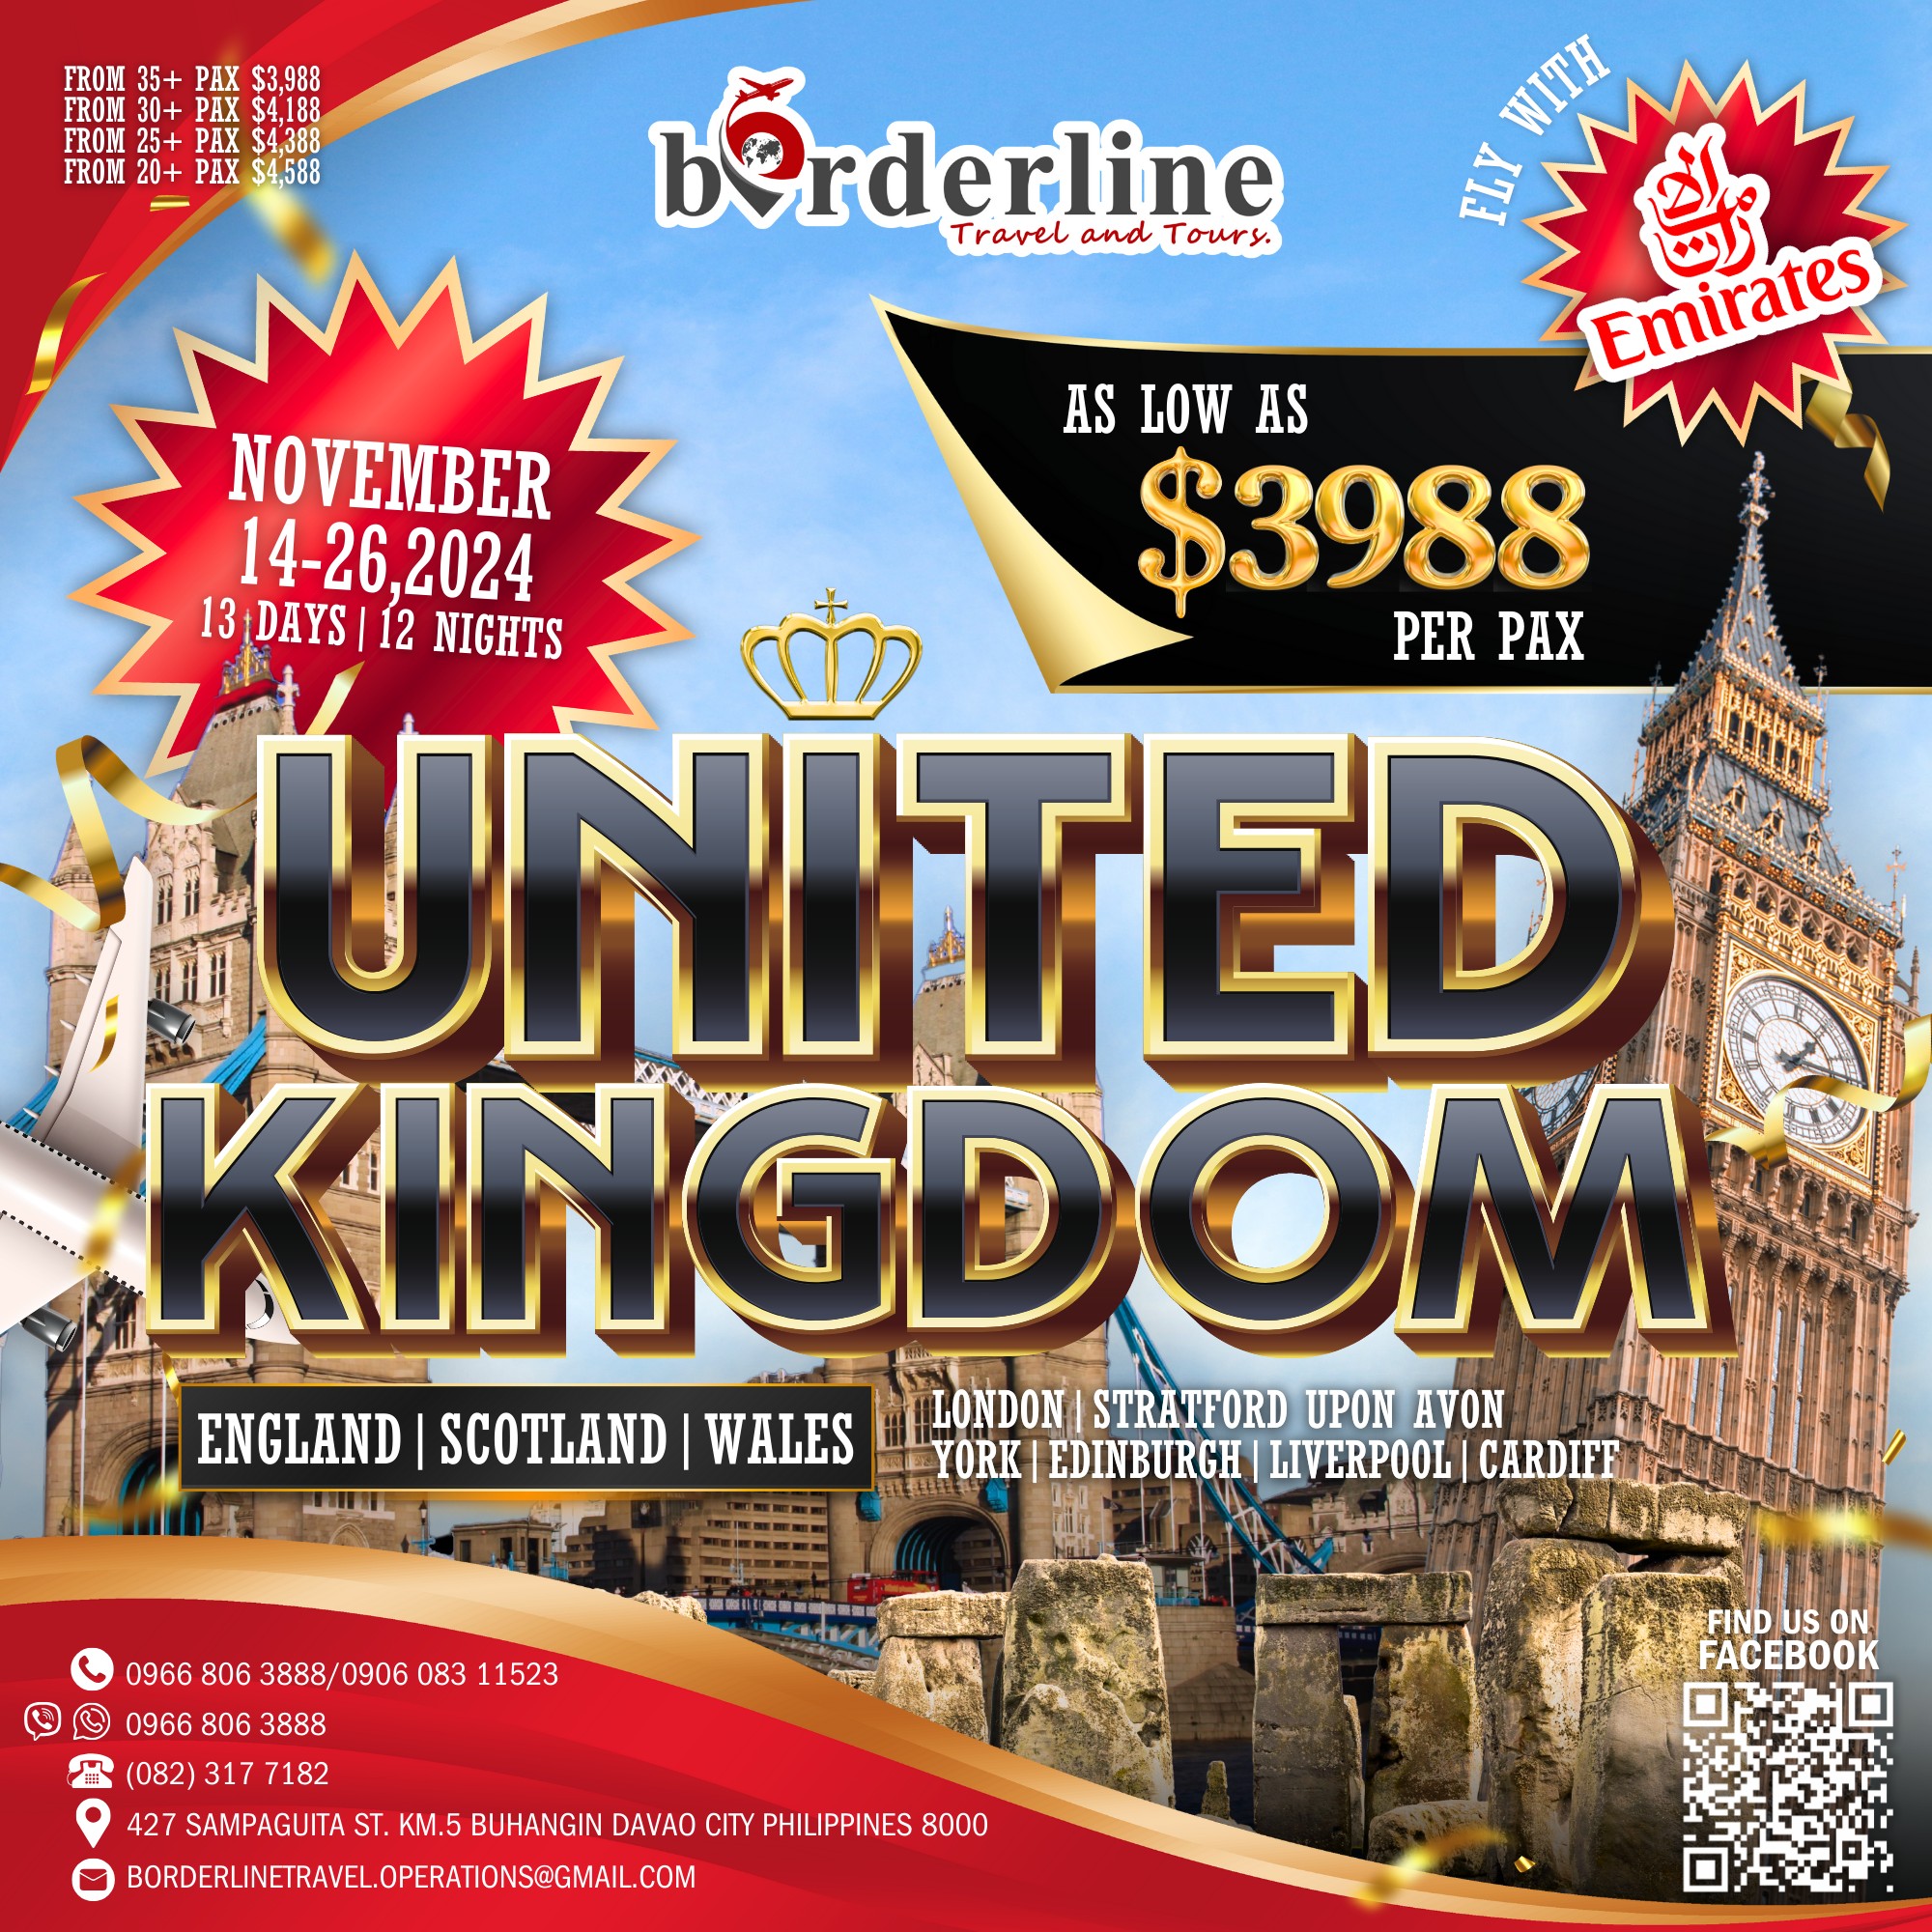 FROM 35+ PAX $3,988
FROM 30+ PAX $4,188
FROM 25+ PAX $4,388
FROM 20+ PAX $4,588
borderline
Travel and Tours.
FLY WITH
امارات
Emirates
NOVEMBER
14-26,2024
13 DAYS | 12 NIGHTS
AS LOW AS
$3988
PER PAX
UNITED
KINGDOM
ENGLAND | SCOTLAND | WALES
LONDON | STRATFORD UPON AVON
YORK | EDINBURGH | LIVERPOOL | CARDIFF
0966 806 3888/0906 083 11523
0966 806 3888
(082) 317 7182
427 SAMPAGUITA ST. KM.5 BUHANGIN DAVAO CITY PHILIPPINES 8000
BORDERLINETRAVEL.OPERATIONS@GMAIL.COM
FIND US ON
FACEBOOK